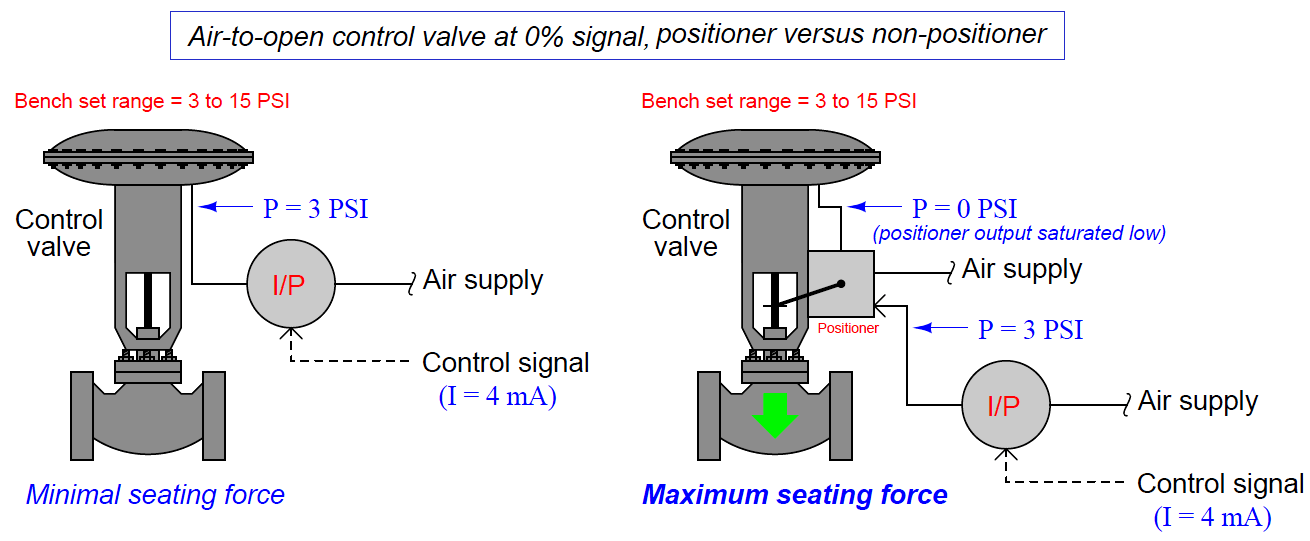 Air-to-open control valve at 0% signal, positioner versus non-positioner
Bench set range = 3 to 15 PSI
Control
valve
P = 3 PSI
I/P
Air supply
Control signal
(I = 4 mA)
Minimal seating force
Bench set range = 3 to 15 PSI
Control
valve
P = 0 PSI
(positioner output saturated low)
Air supply
Positioner
P = 3 PSI
I/P
Air supply
Control signal
(I = 4 mA)
Maximum seating force